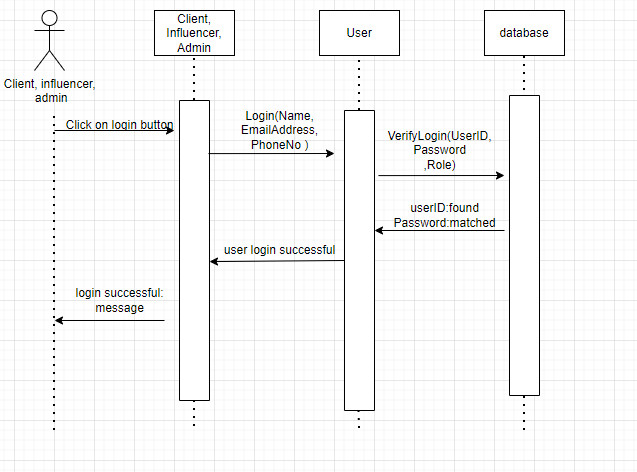 Client,
Influencer,
Admin
User
database
Client, influencer,
admin
Click on login button
Login(Name,
EmailAddress,
PhoneNo )
VerifyLogin(UserID,
Password
,Role)
userID:found
Password:matched
user login successful
login successful:
message